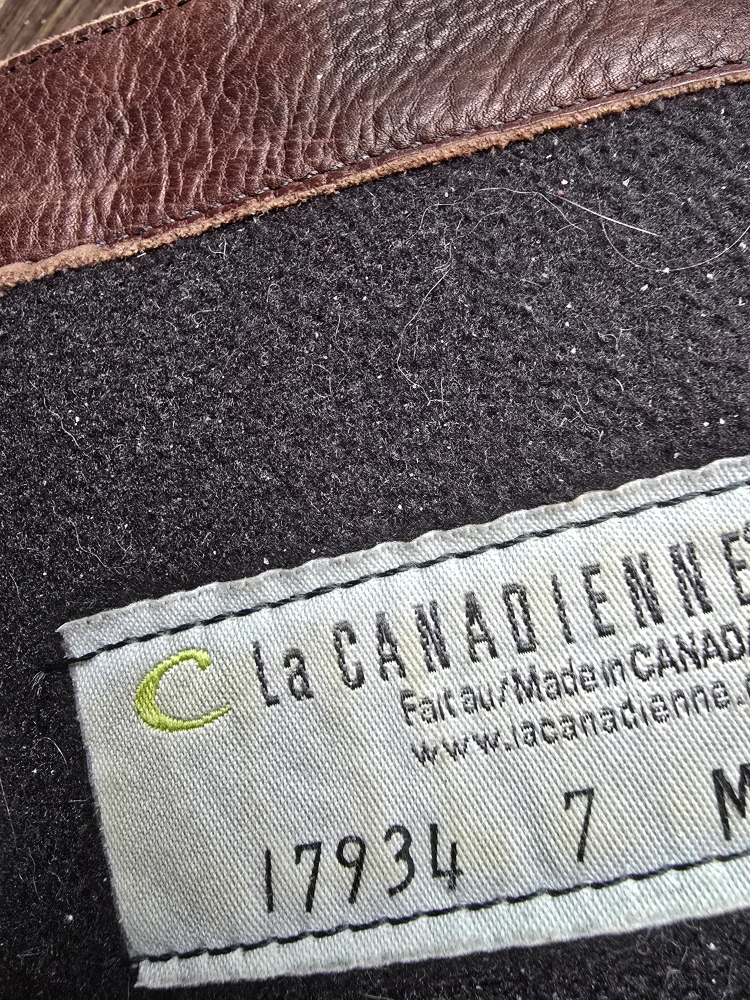 C La CANADIENNE
Fait au/Made in CANADA
www.lacanadienne.
17934 7 M